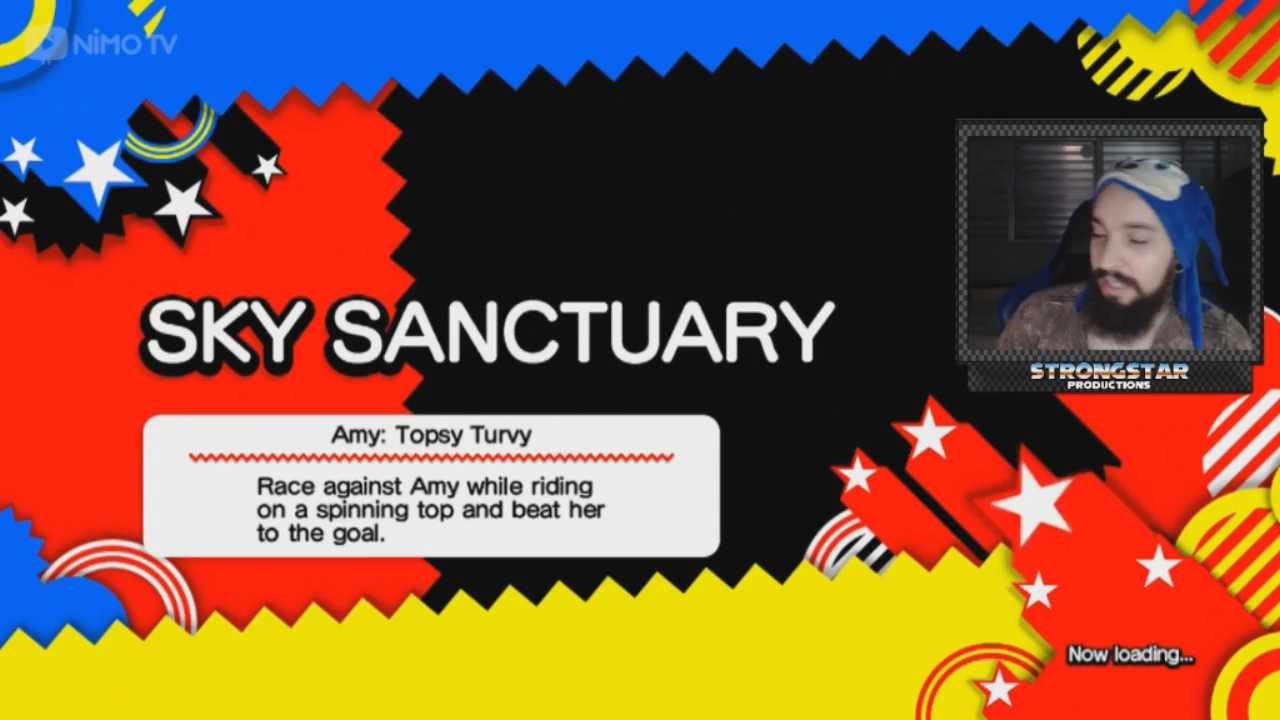 NIMO TV
SKY SANCTUARY
Amy: Topsy Turvy
Race against Amy while riding
on a spinning top and beat her
to the goal.
STRONGSTAR
PRODUCTIONS
Now loading...